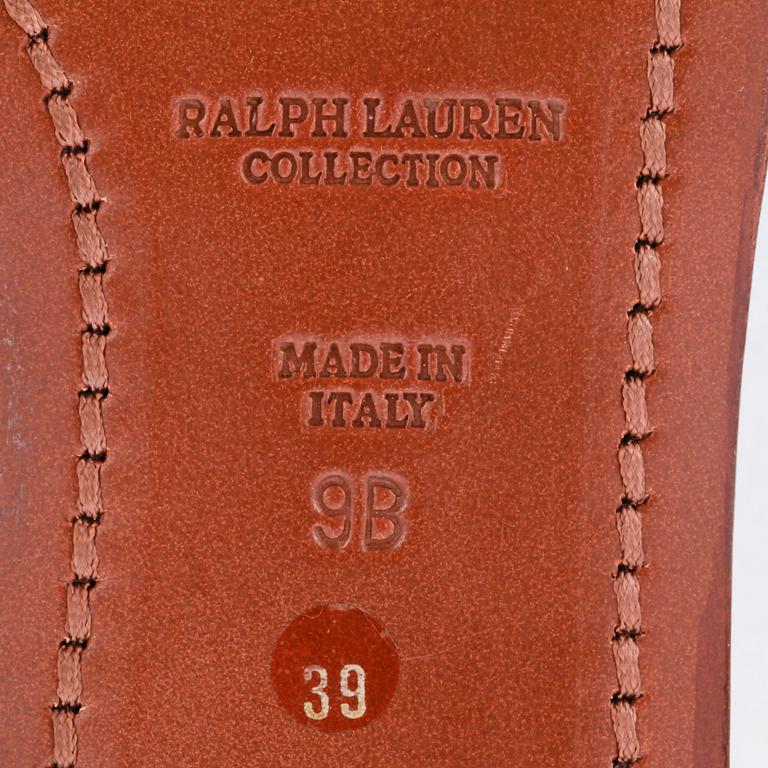 RALPH LAUREN
COLLECTION
MADE IN
ITALY
9B
39